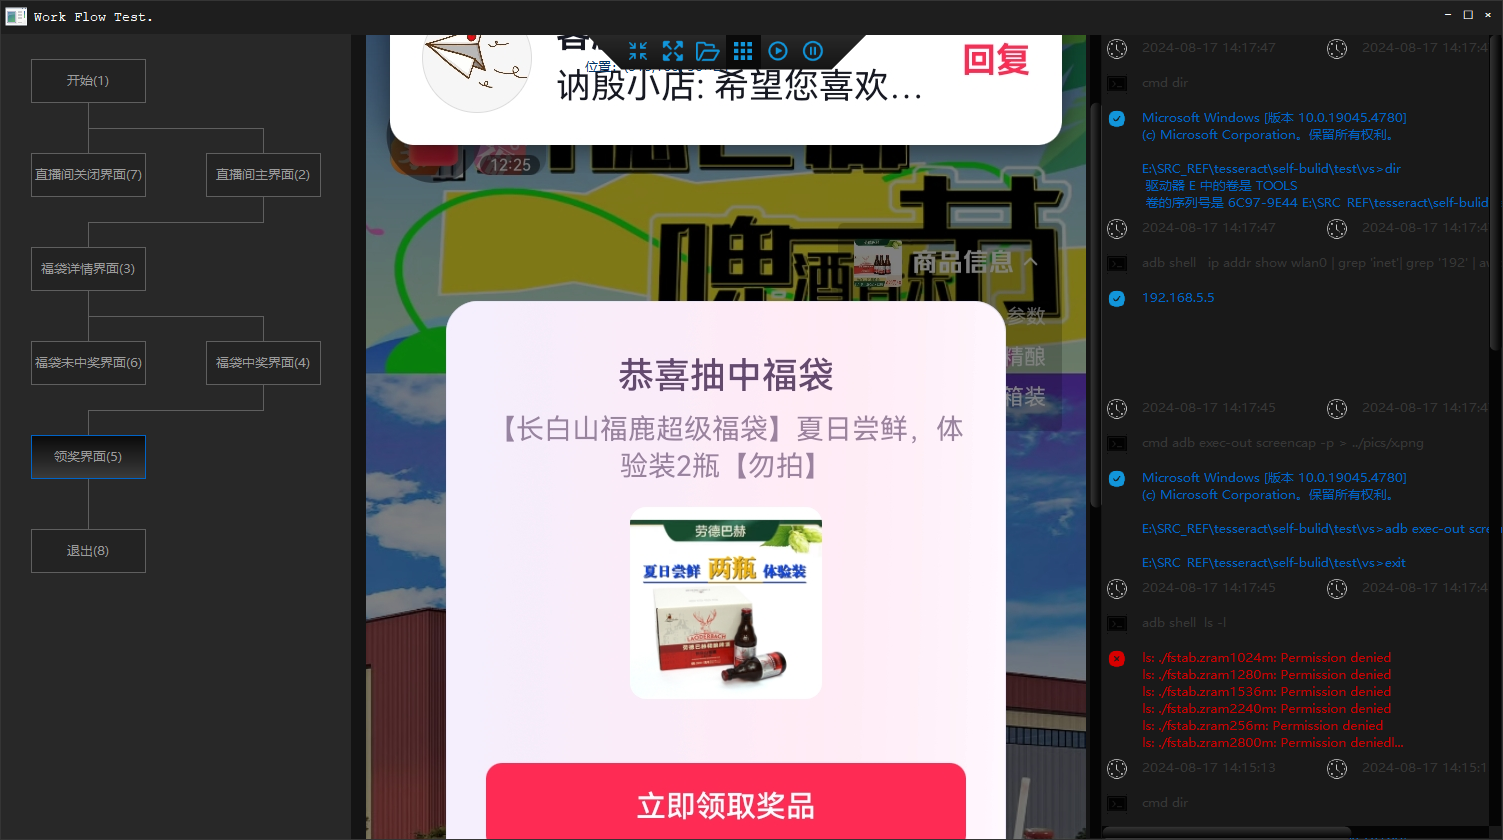 Work Flow Test.
开始(1)
直播间关闭界面(7)
直播间主界面(2)
福袋详情界面(3)
福袋未中奖界面(6)
福袋中奖界面(4)
领奖界面(5)
退出(8)
回复
讷殷小店: 希望您喜欢…
12:25
啤酒
商品信息
参数
精酿
箱装
恭喜抽中福袋
【长白山福鹿超级福袋】夏日尝鲜，体
验装2瓶【勿拍】
劳德巴赫
夏日尝鲜 两瓶 体验装
LAODERBACH
立即领取奖品
2024-08-17 14:17:47
2024-08-17 14:17:4
cmd dir
Microsoft Windows [版本 10.0.19045.4780]
(c) Microsoft Corporation。保留所有权利。
E:\SRC_REF\tesseract\self-bulid\test\vs>dir
驱动器 E 中的卷是 TOOLS
卷的序列号是 6C97-9E44 E:\SRC_REF\tesseract\self-bulid
2024-08-17 14:17:47
2024-08-17 14:17:4
adb shell ip addr show wlan0 | grep 'inet'| grep '192' | aw
192.168.5.5
2024-08-17 14:17:45
2024-08-17 14:17:4
cmd adb exec-out screencap -p > ../pics/x.png
Microsoft Windows [版本 10.0.19045.4780]
(c) Microsoft Corporation。保留所有权利。
E:\SRC_REF\tesseract\self-bulid\test\vs>adb exec-out scre
E:\SRC_REF\tesseract\self-bulid\test\vs>exit
2024-08-17 14:17:45
2024-08-17 14:17:4
adb shell ls -l
ls: ./fstab.zram1024m: Permission denied
ls: ./fstab.zram1280m: Permission denied
ls: ./fstab.zram1536m: Permission denied
ls: ./fstab.zram2240m: Permission denied
ls: ./fstab.zram256m: Permission denied
ls: ./fstab.zram2800m: Permission deniedl...
2024-08-17 14:15:13
2024-08-17 14:15:1
cmd dir